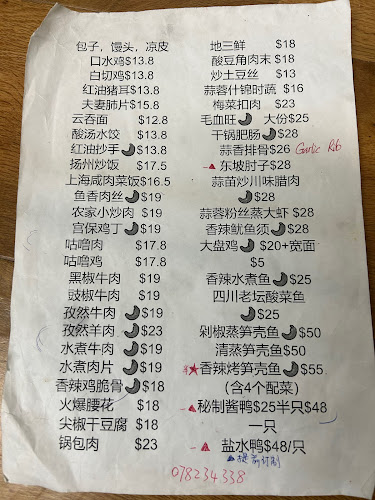 包子，馒头，凉皮
口水鸡$13.8
白切鸡$13.8
红油猪耳$13.8
夫妻肺片$15.8
云吞面 $12.8
酸汤水饺 $13.8
红油抄手 $13.8
扬州炒饭 $17.5
上海咸肉菜饭$16.5
鱼香肉丝 $19
农家小炒肉 $19
宫保鸡丁 $19
咕噜肉 $17.8
咕噜鸡 $17.8
黑椒牛肉 $19
豉椒牛肉 $19
孜然牛肉 $19
孜然羊肉 $23
水煮牛肉 $19
水煮肉片 $19
香辣鸡脆骨 $18
火爆腰花 $18
尖椒干豆腐 $18
锅包肉 $23
地三鲜 $18
酸豆角肉末 $18
炒土豆丝 $13
蒜蓉什锦时蔬 $16
梅菜扣肉 $23
毛血旺 大份$25
干锅肥肠 $28
蒜香排骨$26 Garlic Rib
东坡肘子$28
蒜苗炒川味腊肉
$28
蒜蓉粉丝蒸大虾 $28
香辣鱿鱼须 $28
大盘鸡 $20+宽面
$5
香辣水煮鱼 $25
四川老坛酸菜鱼
$25
剁椒蒸笋壳鱼 $50
清蒸笋壳鱼$50
香辣烤笋壳鱼 $55
(含4个配菜)
秘制酱鸭$25半只$48
一只
盐水鸭$48/只
提前订制
078234338